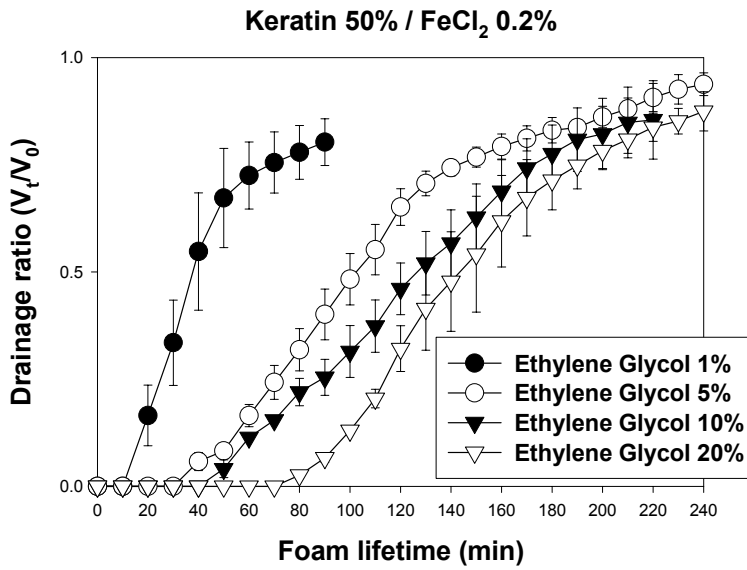 Keratin 50% / FeCl₂ 0.2%
Drainage ratio (Vₜ/V₀)
1.0
0.5
0.0
0 20 40 60 80 100 120 140 160 180 200 220 240
Foam lifetime (min)
Ethylene Glycol 1%
Ethylene Glycol 5%
Ethylene Glycol 10%
Ethylene Glycol 20%